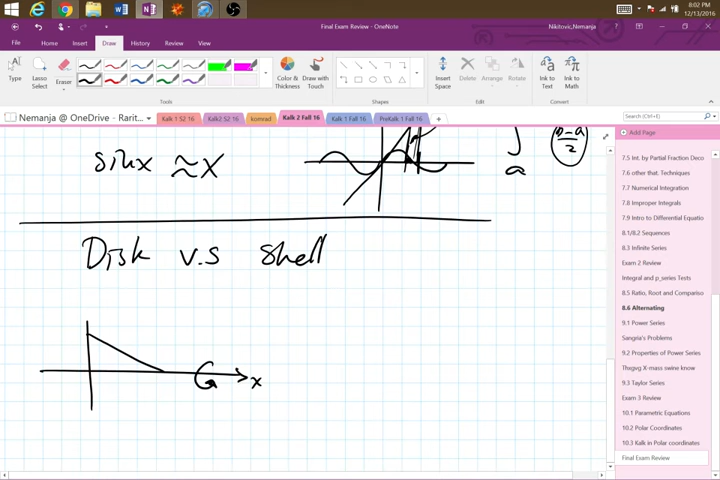 8:02 PM
12/13/2016
Final Exam Review - OneNote
Nikitovic,Nemanja
File Home Insert Draw History Review View
Type
Lasso Select
Eraser
Color & Thickness
Draw with Touch
Insert Space
Delete
Arrange
Rotate
Ink to Text
Ink to Math
Tools Shapes Edit Convert
Nemanja @ OneDrive - Rarit...
Kalk 1 S2 16
Kalk2 S2 16
komrad
Kalk 2 Fall 16
Kalk 1 Fall 16
PreKalk 1 Fall 16
+
Search (Ctrl+E)
Add Page
7.5 Int. by Partial Fraction Deco
7.6 other that. Techniques
7.7 Numerical Integration
7.8 Improper Integrals
7.9 Intro to Differential Equatio
8.1/8.2 Sequences
8.3 Infinite Series
Exam 2 Review
Integral and p_series Tests
8.5 Ratio, Root and Compariso
8.6 Alternating
9.1 Power Series
Sangria's Problems
9.2 Properties of Power Series
Thsgvg X-mass swine know
9.3 Taylor Series
Exam 3 Review
10.1 Parametric Equations
10.2 Polar Coordinates
10.3 Kalk in Polar coordinates
Final Exam Review
sin x ≈ x
∫ a
b-a
2
Disk v.s Shell
x